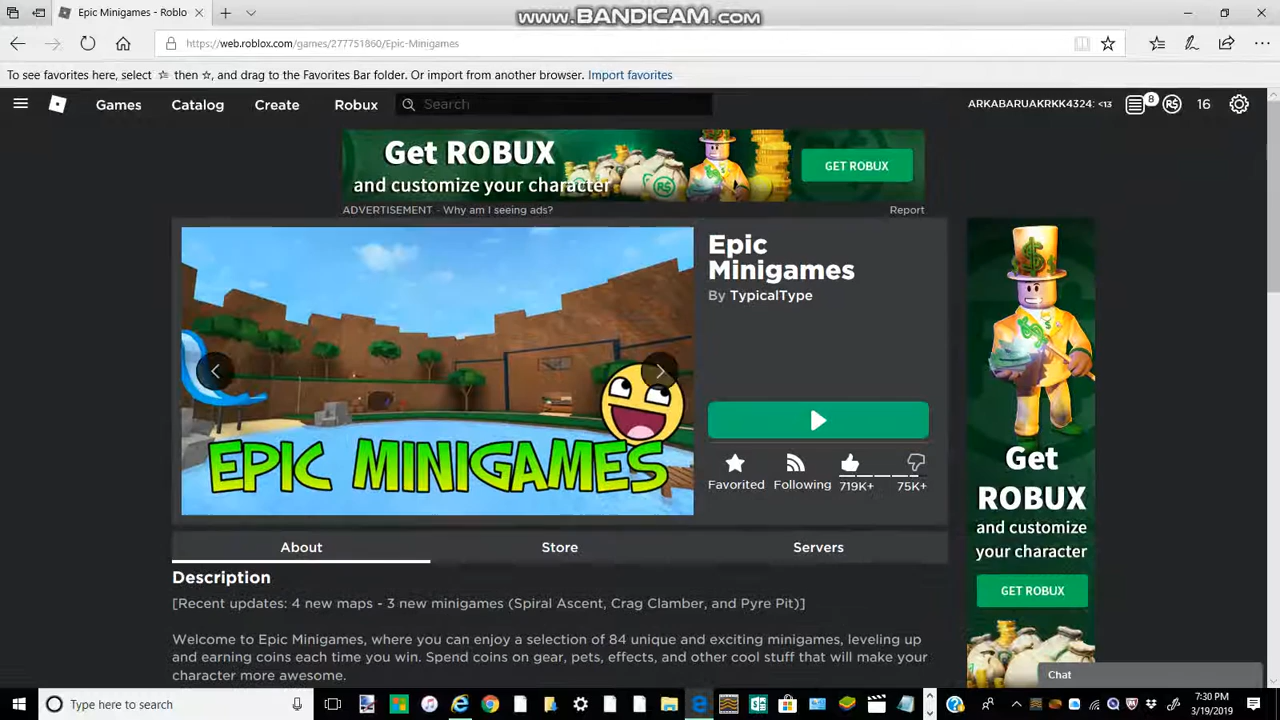 Epic Minigames - Roblo
www.BANDICAM.COM
https://web.roblox.com/games/277751860/Epic-Minigames
To see favorites here, select then ☆, and drag to the Favorites Bar folder. Or import from another browser. Import favorites
Games Catalog Create Robux Search
ARKABARUAKRKK4324: <13 8 16
Get ROBUX
and customize your character
GET ROBUX
ADVERTISEMENT - Why am I seeing ads? Report
EPIC MINIGAMES
Epic
Minigames
By TypicalType
Favorited Following 719K+ 75K+
$
Get
ROBUX
and customize
your character
GET ROBUX
About Store Servers
Description
[Recent updates: 4 new maps - 3 new minigames (Spiral Ascent, Crag Clamber, and Pyre Pit)]
Welcome to Epic Minigames, where you can enjoy a selection of 84 unique and exciting minigames, leveling up
and earning coins each time you win. Spend coins on gear, pets, effects, and other cool stuff that will make your
character more awesome.
Chat
Type here to search
7:30 PM
3/19/2019